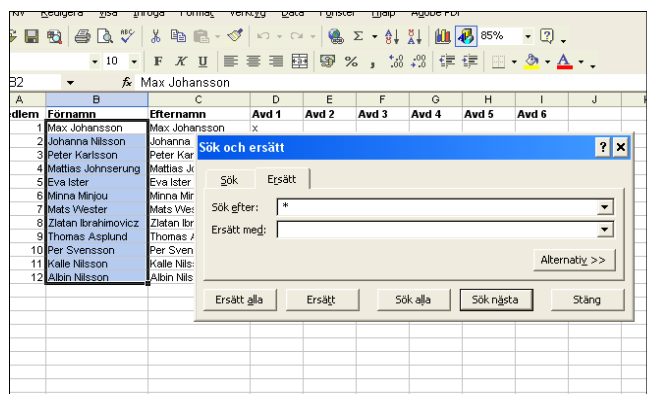 Redigera Visa Infoga Format Verktyg Data Fönster Hjälp Adobe PDF
85%
10 F K U
B2 fx Max Johansson
A B C D E F G H I J
dlem Förnamn Efternamn Avd 1 Avd 2 Avd 3 Avd 4 Avd 5 Avd 6
1 Max Johansson Max Johansson x
2 Johanna Nilsson Johanna
3 Peter Karlsson Peter Kar
4 Mattias Johnserung Mattias Jo
5 Eva Ister Eva Ister
6 Minna Minjou Minna Min
7 Mats Wester Mats Wes
8 Zlatan Ibrahimovicz Zlatan Ibr
9 Thomas Asplund Thomas A
10 Per Svensson Per Sven
11 Kalle Nilsson Kalle Nils
12 Albin Nilsson Albin Nils
Sök och ersätt
Sök Ersätt
Sök efter: *
Ersätt med:
Alternativ >>
Ersätt alla Ersätt Sök alla Sök nästa Stäng